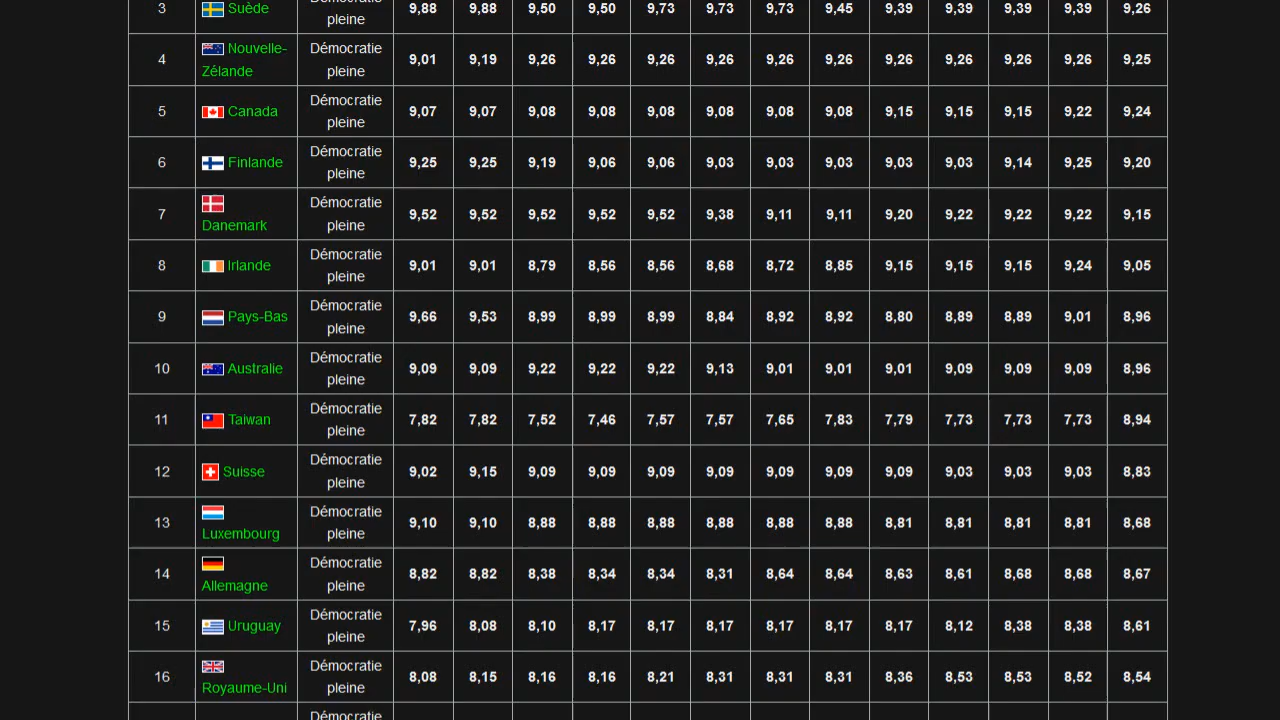 3 Suède Démocratie pleine 9,88 9,88 9,50 9,50 9,73 9,73 9,73 9,45 9,39 9,39 9,39 9,39 9,26
4 Nouvelle-Zélande Démocratie pleine 9,01 9,19 9,26 9,26 9,26 9,26 9,26 9,26 9,26 9,26 9,26 9,26 9,25
5 Canada Démocratie pleine 9,07 9,07 9,08 9,08 9,08 9,08 9,08 9,08 9,15 9,15 9,15 9,22 9,24
6 Finlande Démocratie pleine 9,25 9,25 9,19 9,06 9,06 9,03 9,03 9,03 9,03 9,03 9,14 9,25 9,20
7 Danemark Démocratie pleine 9,52 9,52 9,52 9,52 9,52 9,38 9,11 9,11 9,20 9,22 9,22 9,22 9,15
8 Irlande Démocratie pleine 9,01 9,01 8,79 8,56 8,56 8,68 8,72 8,85 9,15 9,15 9,15 9,24 9,05
9 Pays-Bas Démocratie pleine 9,66 9,53 8,99 8,99 8,99 8,84 8,92 8,92 8,80 8,89 8,89 9,01 8,96
10 Australie Démocratie pleine 9,09 9,09 9,22 9,22 9,22 9,13 9,01 9,01 9,01 9,09 9,09 9,09 8,96
11 Taiwan Démocratie pleine 7,82 7,82 7,52 7,46 7,57 7,57 7,65 7,83 7,79 7,73 7,73 7,73 8,94
12 Suisse Démocratie pleine 9,02 9,15 9,09 9,09 9,09 9,09 9,09 9,09 9,09 9,03 9,03 9,03 8,83
13 Luxembourg Démocratie pleine 9,10 9,10 8,88 8,88 8,88 8,88 8,88 8,88 8,81 8,81 8,81 8,81 8,68
14 Allemagne Démocratie pleine 8,82 8,82 8,38 8,34 8,34 8,31 8,64 8,64 8,63 8,61 8,68 8,68 8,67
15 Uruguay Démocratie pleine 7,96 8,08 8,10 8,17 8,17 8,17 8,17 8,17 8,17 8,12 8,38 8,38 8,61
16 Royaume-Uni Démocratie pleine 8,08 8,15 8,16 8,16 8,21 8,31 8,31 8,31 8,36 8,53 8,53 8,52 8,54
Démocratie